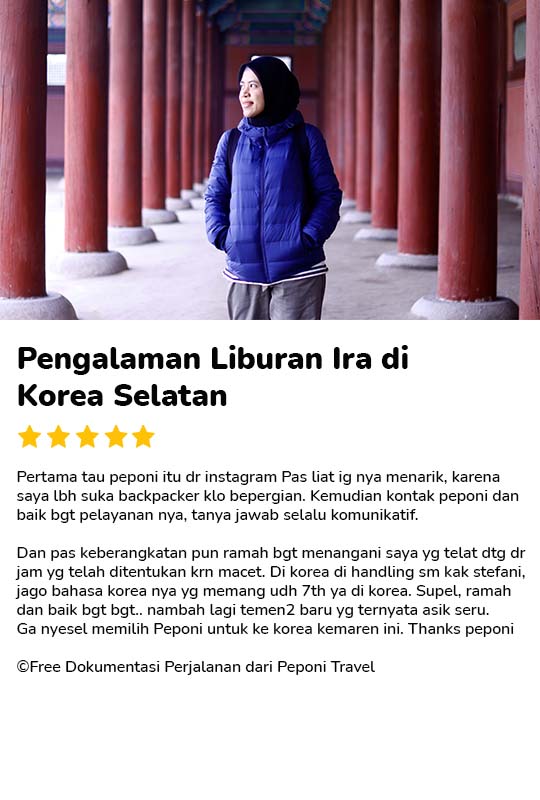 Pengalaman Liburan Ira di
Korea Selatan
Pertama tau peponi itu dr instagram Pas liat ig nya menarik, karena
saya lbh suka backpacker klo bepergian. Kemudian kontak peponi dan
baik bgt pelayanan nya, tanya jawab selalu komunikatif.
Dan pas keberangkatan pun ramah bgt menangani saya yg telat dtg dr
jam yg telah ditentukan krn macet. Di korea di handling sm kak stefani,
jago bahasa korea nya yg memang udh 7th ya di korea. Supel, ramah
dan baik bgt bgt.. nambah lagi temen2 baru yg ternyata asik seru.
Ga nyesel memilih Peponi untuk ke korea kemaren ini. Thanks peponi
©Free Dokumentasi Perjalanan dari Peponi Travel